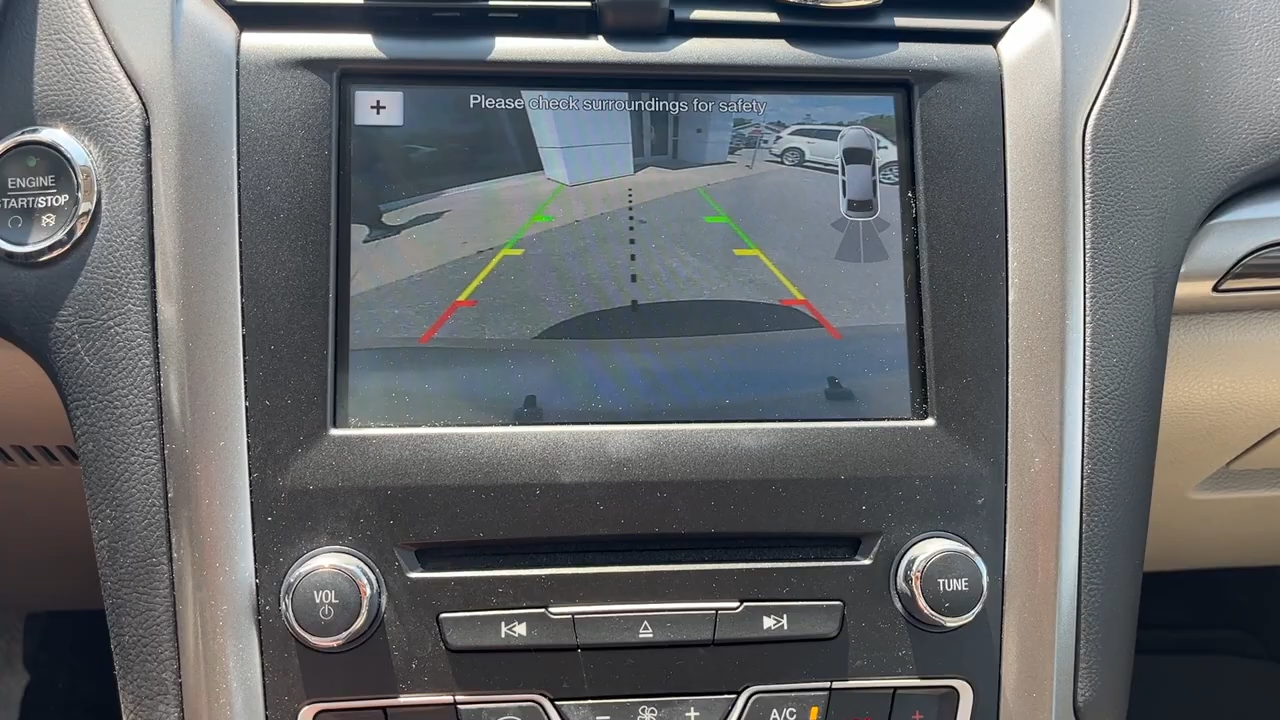 +
Please check surroundings for safety
ENGINE
START/STOP
VOL
TUNE
- +
A/C
+